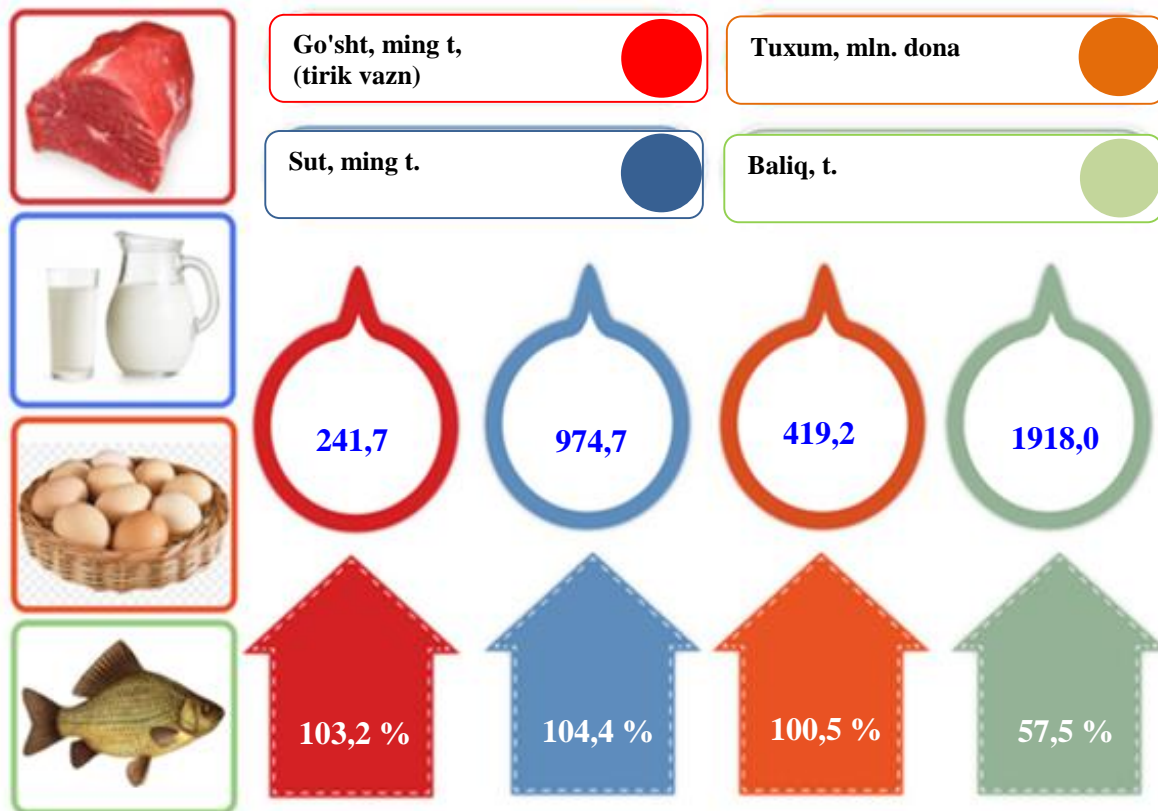 Go'sht, ming t,
(tirik vazn)
Tuxum, mln. dona
Sut, ming t.
Baliq, t.
241,7
974,7
419,2
1918,0
103,2 %
104,4 %
100,5 %
57,5 %